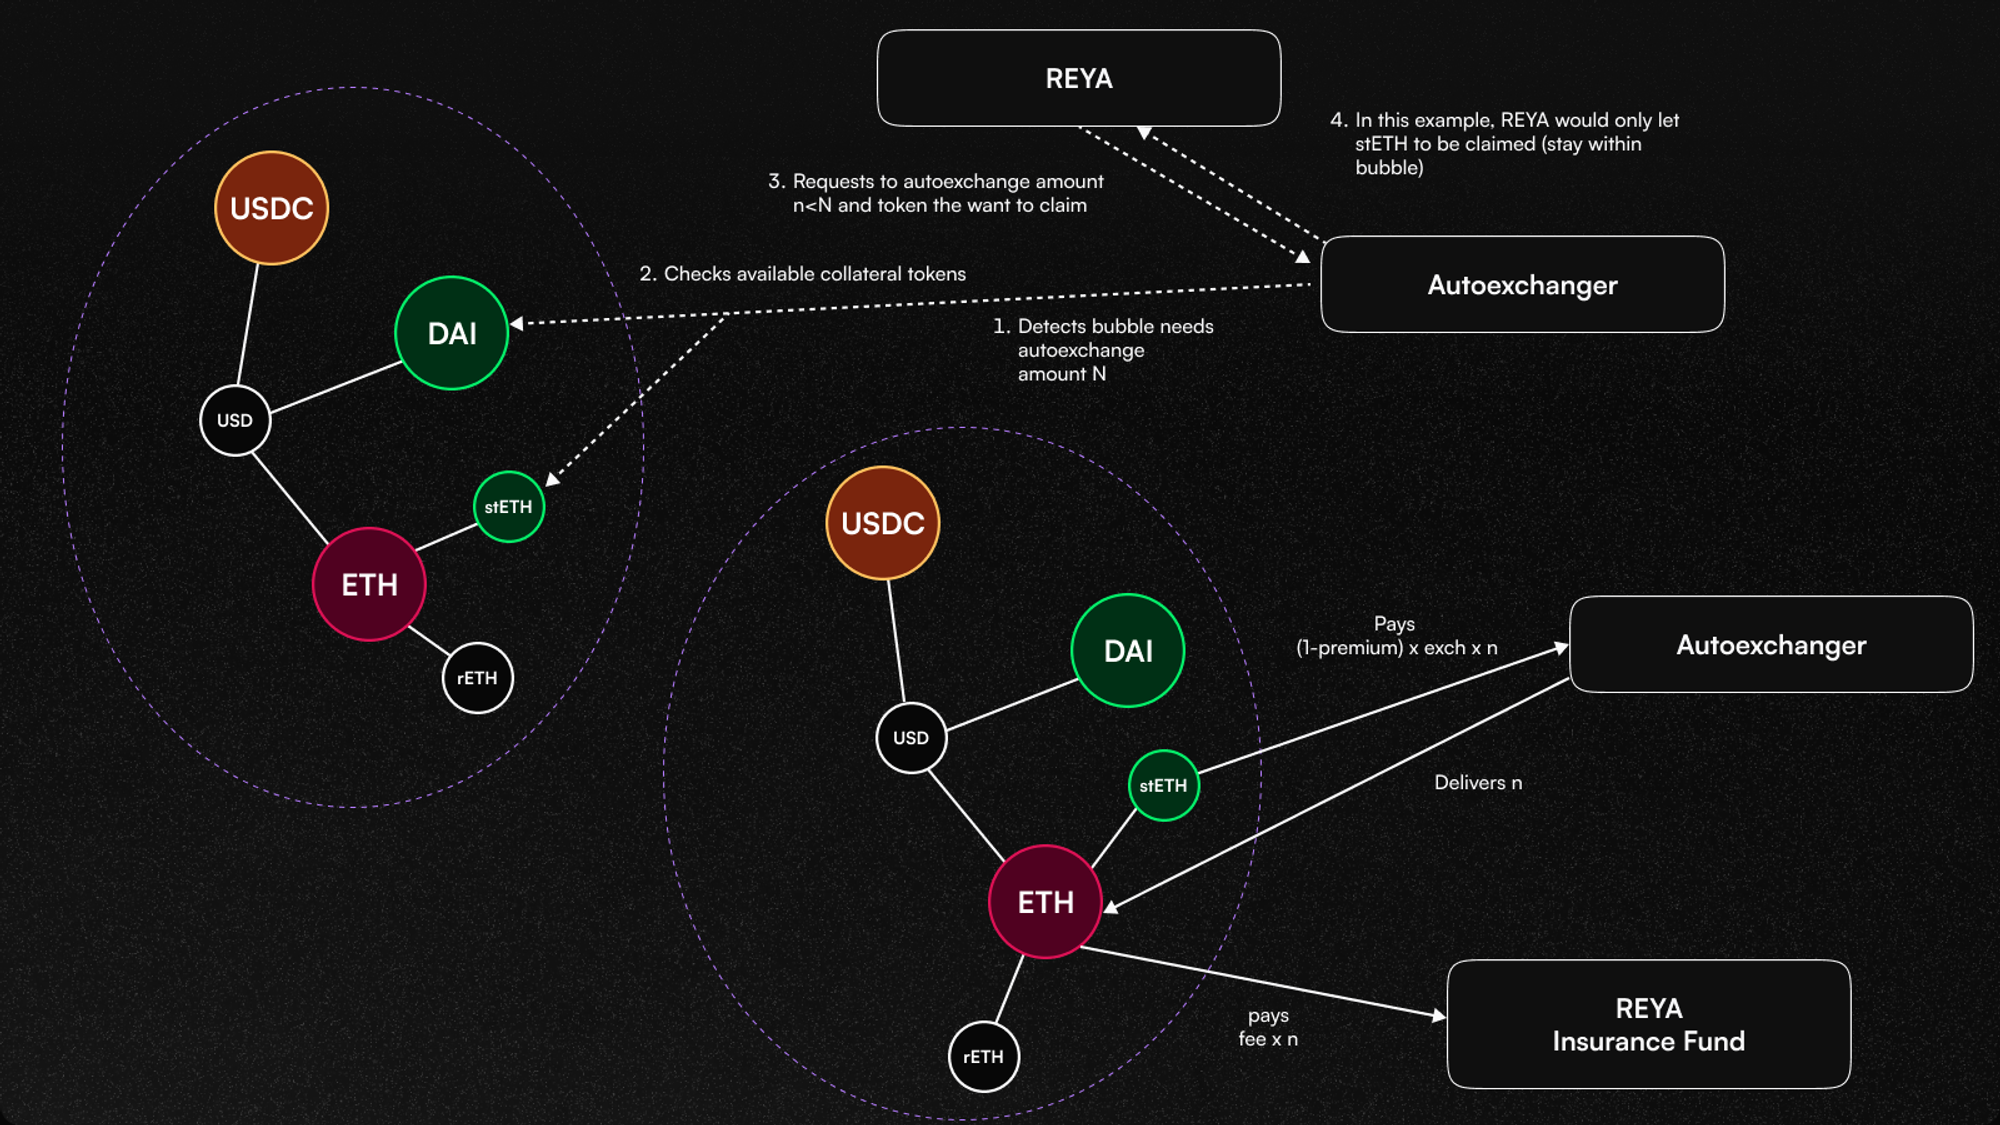 REYA
4. In this example, REYA would only let
stETH to be claimed (stay within
bubble)
3. Requests to autoexchange amount
n<N and token the want to claim
USDC
2. Checks available collateral tokens
Autoexchanger
DAI
1. Detects bubble needs
autoexchange
amount N
USD
stETH
ETH
rETH
USDC
DAI
Pays
(1-premium) x exch x n
Autoexchanger
USD
stETH
Delivers n
ETH
pays
fee x n
REYA
Insurance Fund
rETH